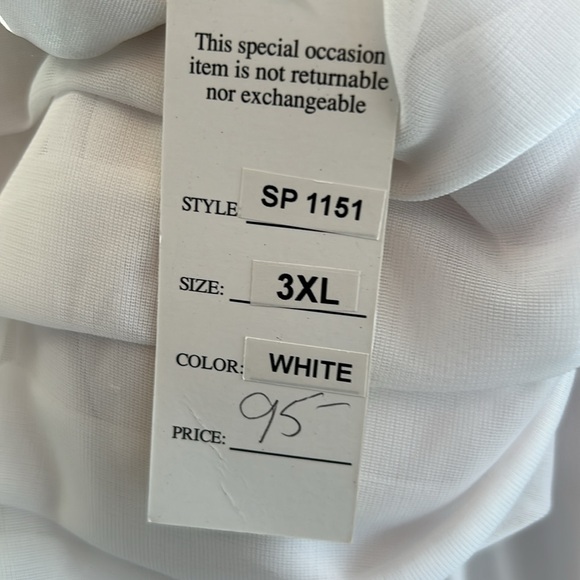 This special occasion
item is not returnable
nor exchangeable
STYLE SP 1151
SIZE: 3XL
COLOR: WHITE
PRICE: 95-